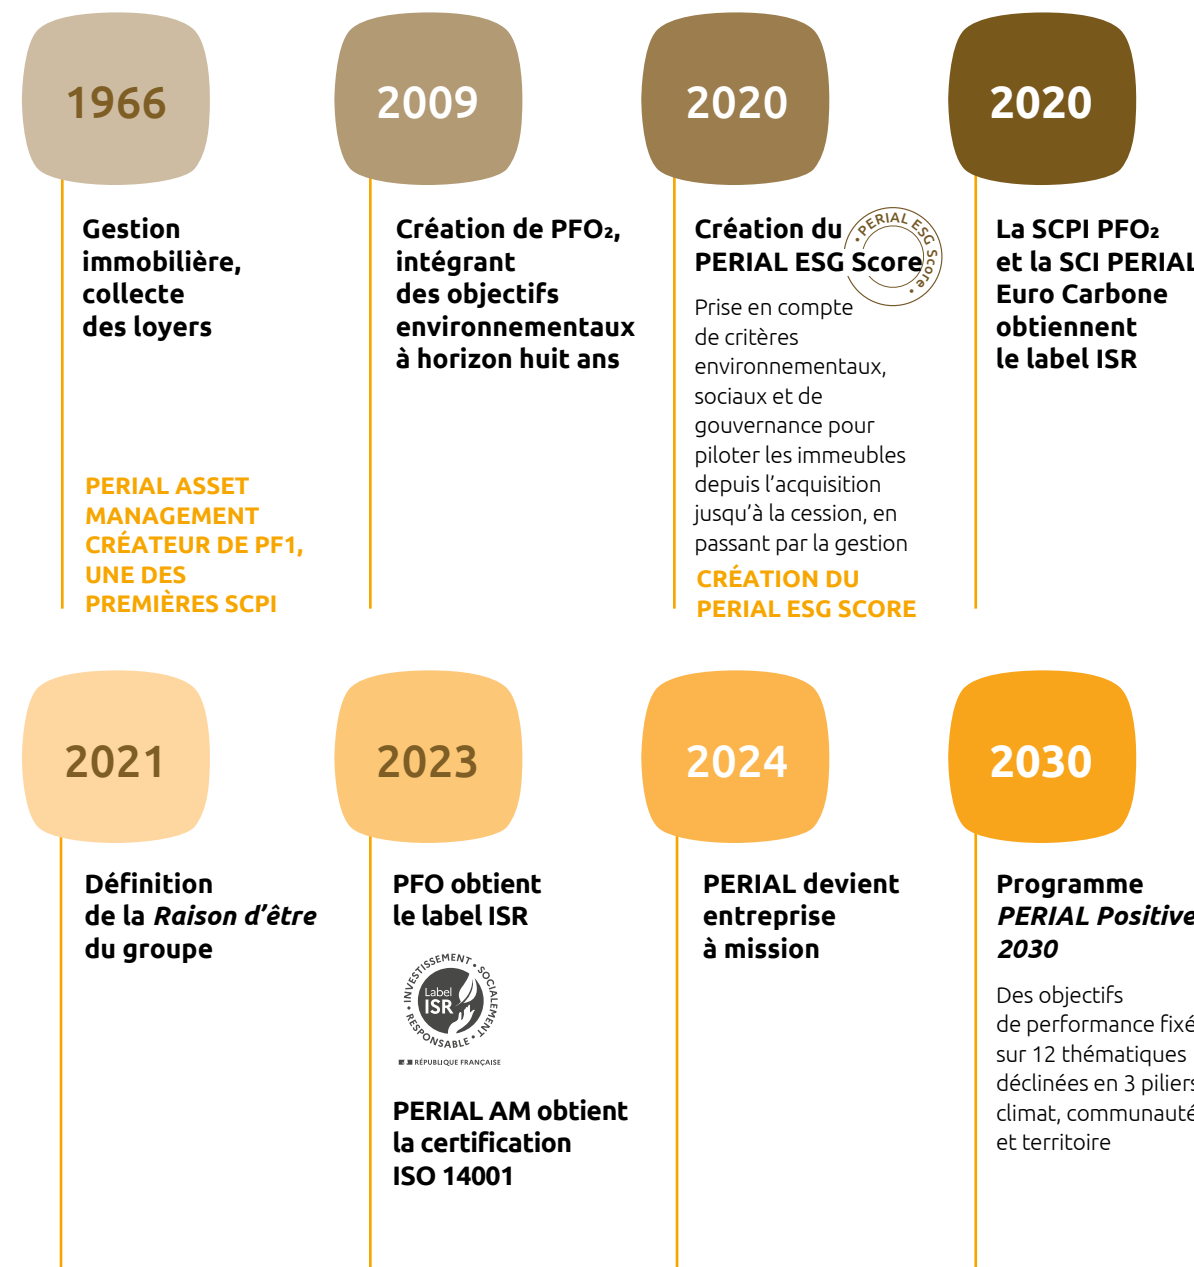 1966
Gestion
immobilière,
collecte
des loyers
PERIAL ASSET
MANAGEMENT
CRÉATEUR DE PF1,
UNE DES
PREMIÈRES SCPI
2009
Création de PFO₂,
intégrant
des objectifs
environnementaux
à horizon huit ans
2020
Création du
PERIAL ESG Score
• PERIAL ESG Score •
Prise en compte
de critères
environnementaux,
sociaux et de
gouvernance pour
piloter les immeubles
depuis l’acquisition
jusqu’à la cession, en
passant par la gestion
CRÉATION DU
PERIAL ESG SCORE
2020
La SCPI PFO₂
et la SCI PERIAL
Euro Carbone
obtiennent
le label ISR
2021
Définition
de la Raison d’être
du groupe
2023
PFO obtient
le label ISR
• INVESTISSEMENT • SOCIALEMENT • RESPONSABLE
Label
ISR
RÉPUBLIQUE FRANÇAISE
PERIAL AM obtient
la certification
ISO 14001
2024
PERIAL devient
entreprise
à mission
2030
Programme
PERIAL Positive
2030
Des objectifs
de performance fixé
sur 12 thématiques
déclinées en 3 piliers
climat, communauté
et territoire